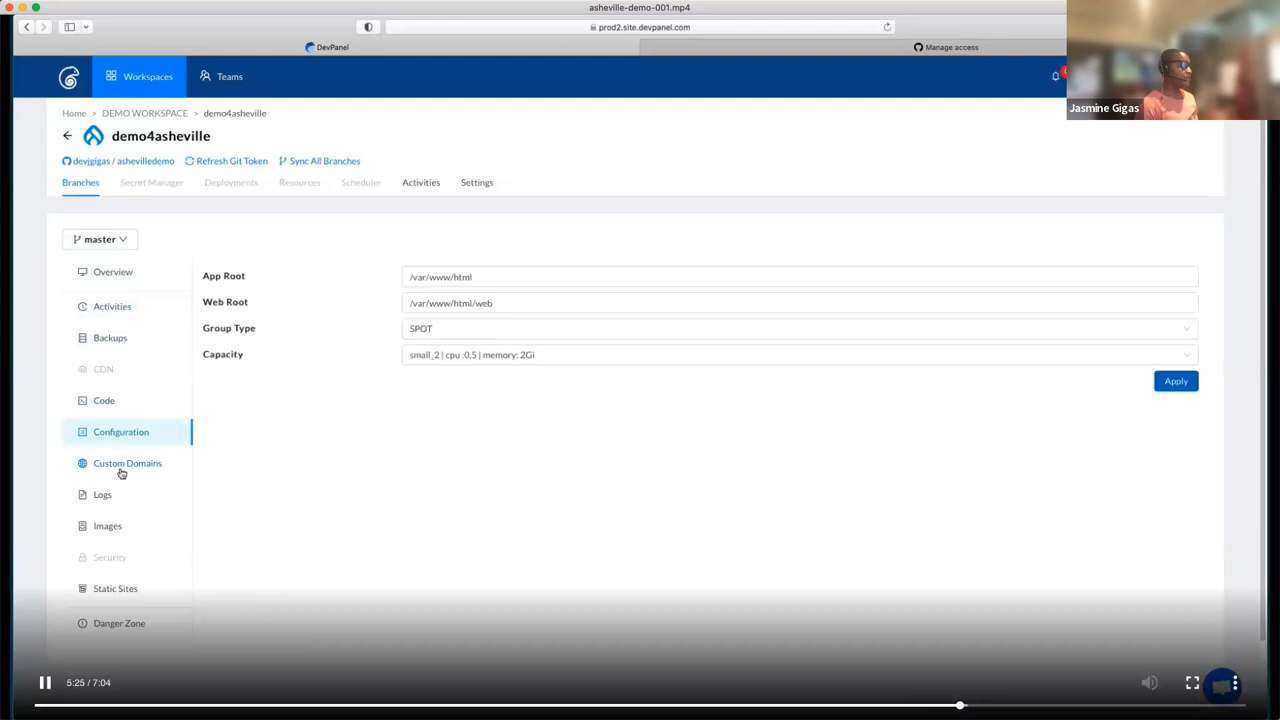 asheville-demo-001.mp4
prod2.site.devpanel.com
DevPanel
Manage access
Workspaces
Teams
Jasmine Gigas
Home > DEMO WORKSPACE > demo4asheville
demo4asheville
devjgigas / ashevilledemo Refresh Git Token Sync All Branches
Branches Secret Manager Deployments Resources Scheduler Activities Settings
master
Overview
Activities
Backups
CDN
Code
Configuration
Custom Domains
Logs
Images
Security
Static Sites
Danger Zone
App Root /var/www/html
Web Root /var/www/html/web
Group Type SPOT
Capacity small_2 | cpu :0.5 | memory: 2Gi
Apply
5:25 / 7:04